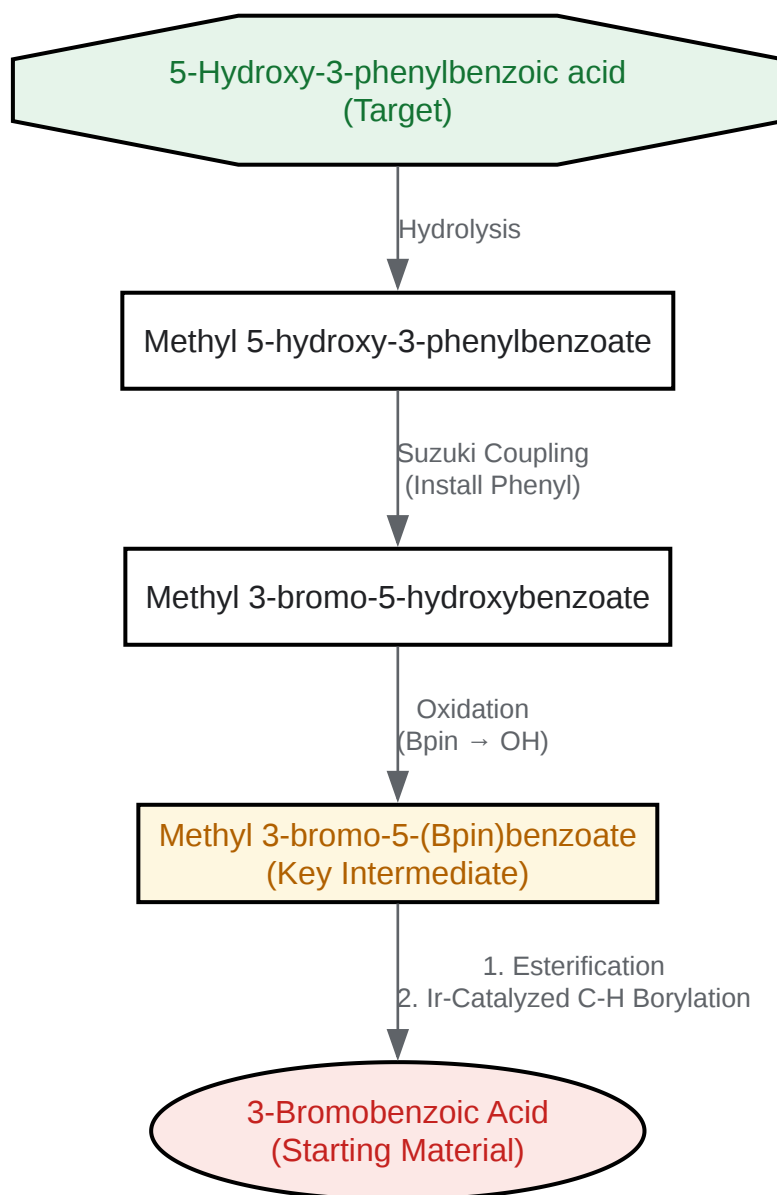 5-Hydroxy-3-phenylbenzoic acid
(Target)
Hydrolysis
Methyl 5-hydroxy-3-phenylbenzoate
Suzuki Coupling
(Install Phenyl)
Methyl 3-bromo-5-hydroxybenzoate
Oxidation
(Bpin → OH)
Methyl 3-bromo-5-(Bpin)benzoate
(Key Intermediate)
1. Esterification
2. Ir-Catalyzed C-H Borylation
3-Bromobenzoic Acid
(Starting Material)